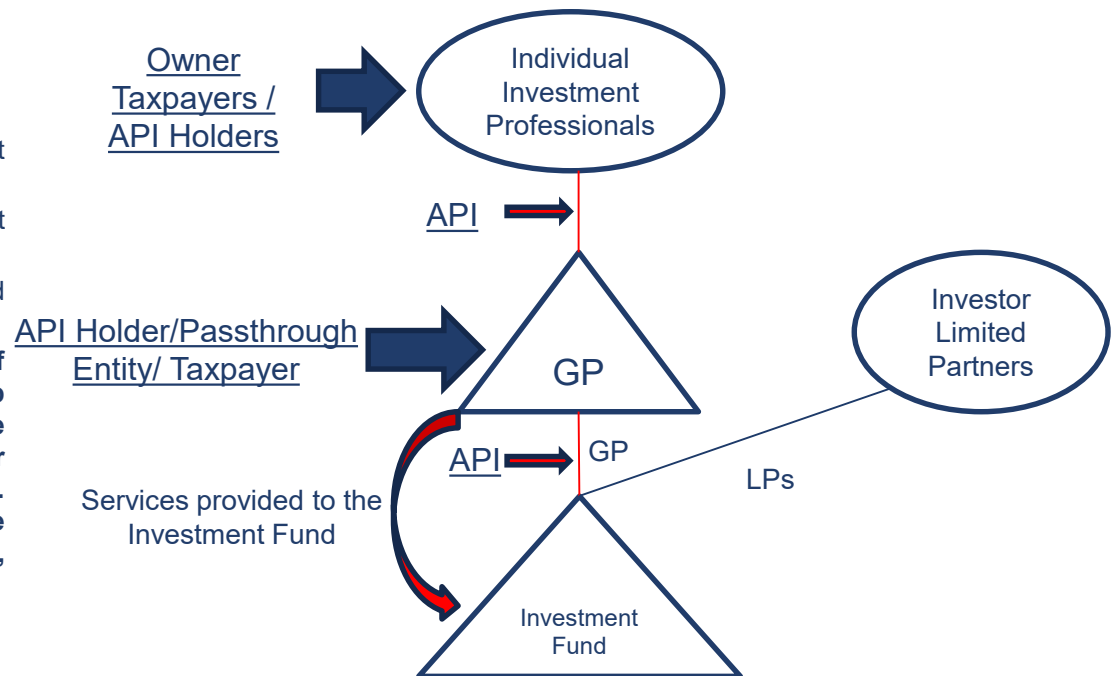 Owner
Taxpayers /
API Holders
Individual
Investment
Professionals
API
API Holder/Passthrough
Entity/ Taxpayer
GP
Investor
Limited
Partners
API
GP
LPs
Services provided to the
Investment Fund
Investment
Fund